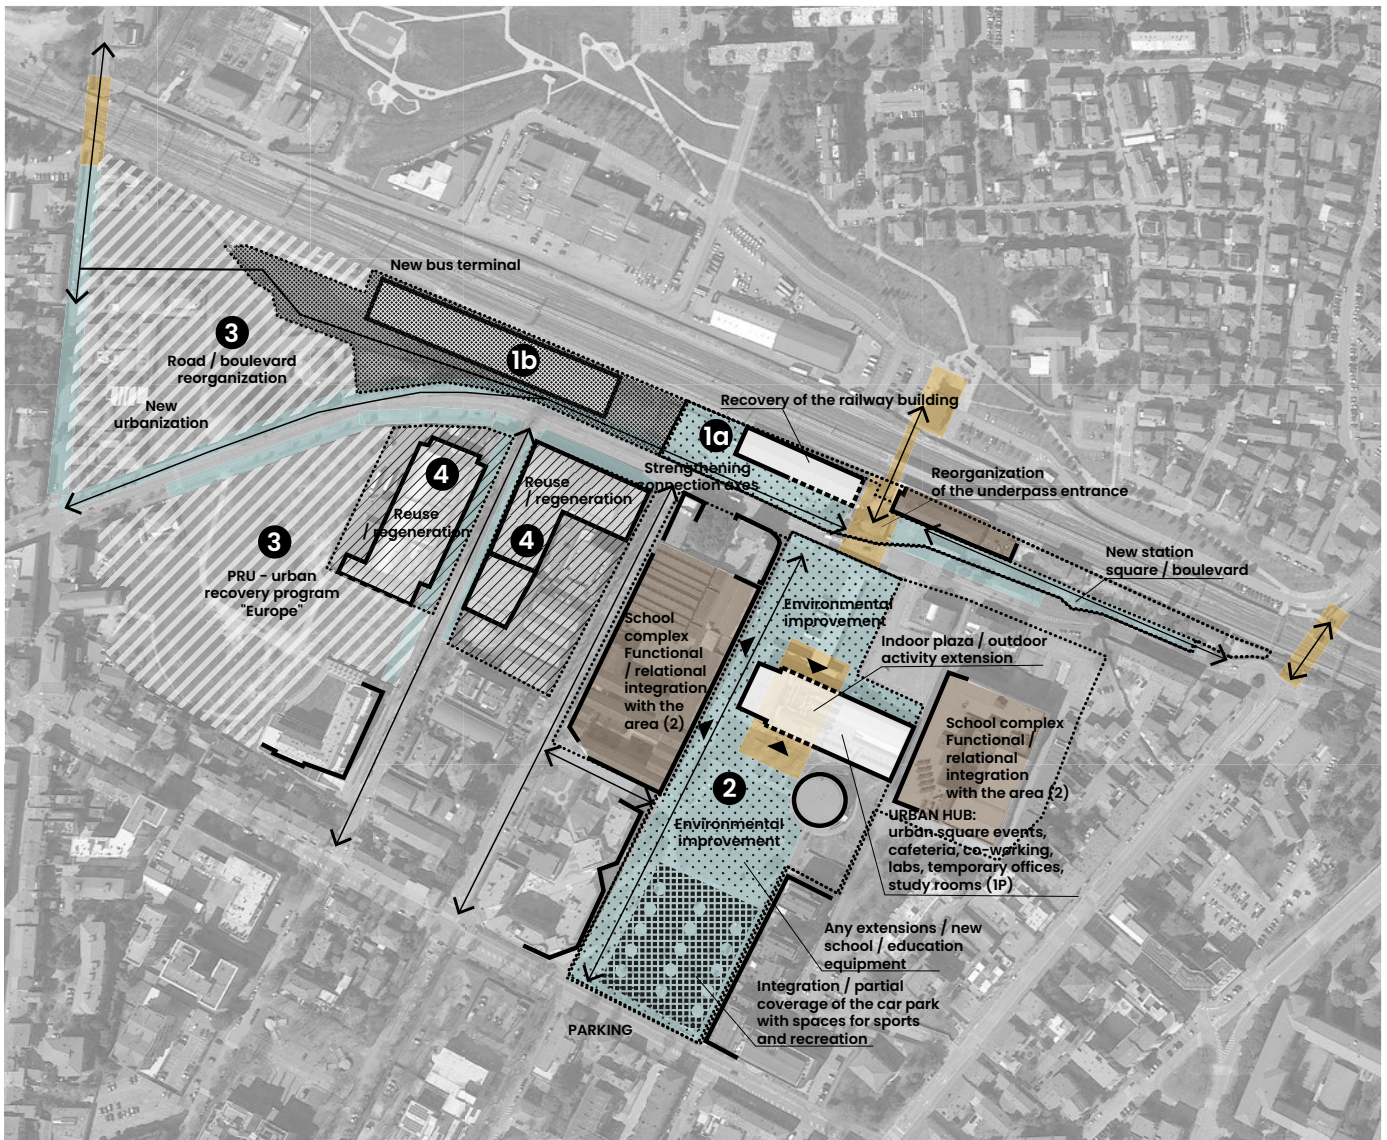 New bus terminal
3
Road / boulevard
reorganization
New
urbanization
1b
Recovery of the railway building
1a
Strengthening
connection axes
Reorganization
of the underpass entrance
4
Reuse
/ regeneration
Reuse
/ regeneration
4
3
PRU - urban
recovery program
"Europe"
New station
square / boulevard
Environmental
improvement
School
complex
Functional
/ relational
integration
with the
area (2)
Indoor plaza / outdoor
activity extension
School complex
Functional /
relational
integration
with the area (2)
2
Environmental
improvement
URBAN HUB:
urban square events,
cafeteria, co-working,
labs, temporary offices,
study rooms (1P)
Any extensions / new
school / education
equipment
Integration / partial
coverage of the car park
with spaces for sports
and recreation
PARKING